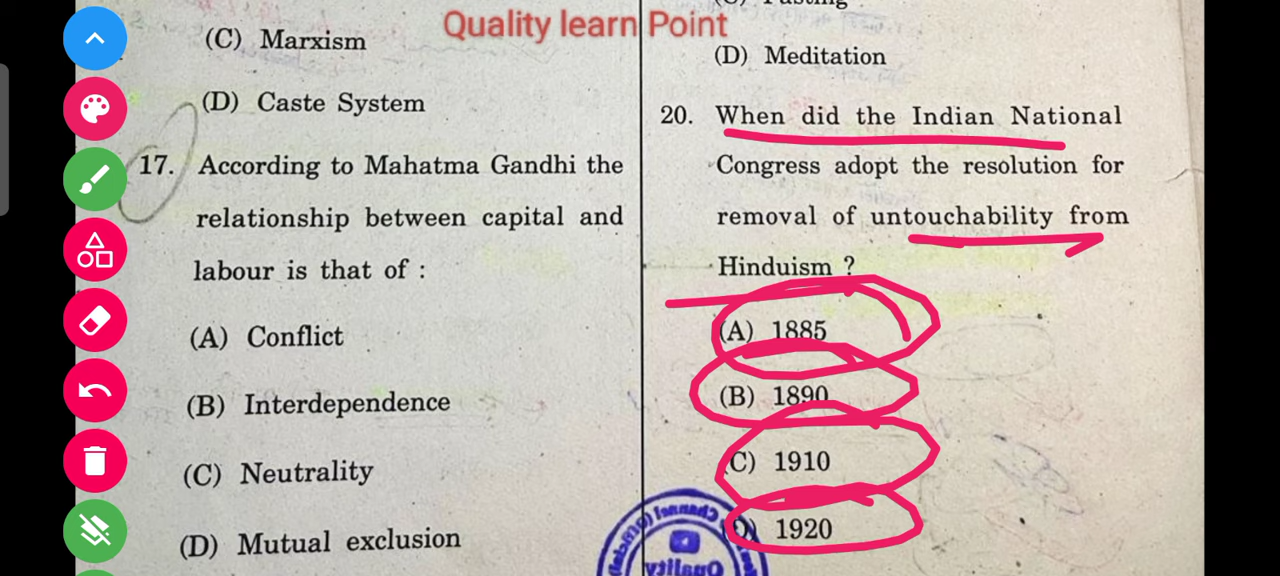 Quality learn Point
(C) Marxism
(D) Caste System
17. According to Mahatma Gandhi the
relationship between capital and
labour is that of :
(A) Conflict
(B) Interdependence
(C) Neutrality
(D) Mutual exclusion
(D) Meditation
20. When did the Indian National
Congress adopt the resolution for
removal of untouchability from
Hinduism ?
(A) 1885
(B) 1890
(C) 1910
(D) 1920